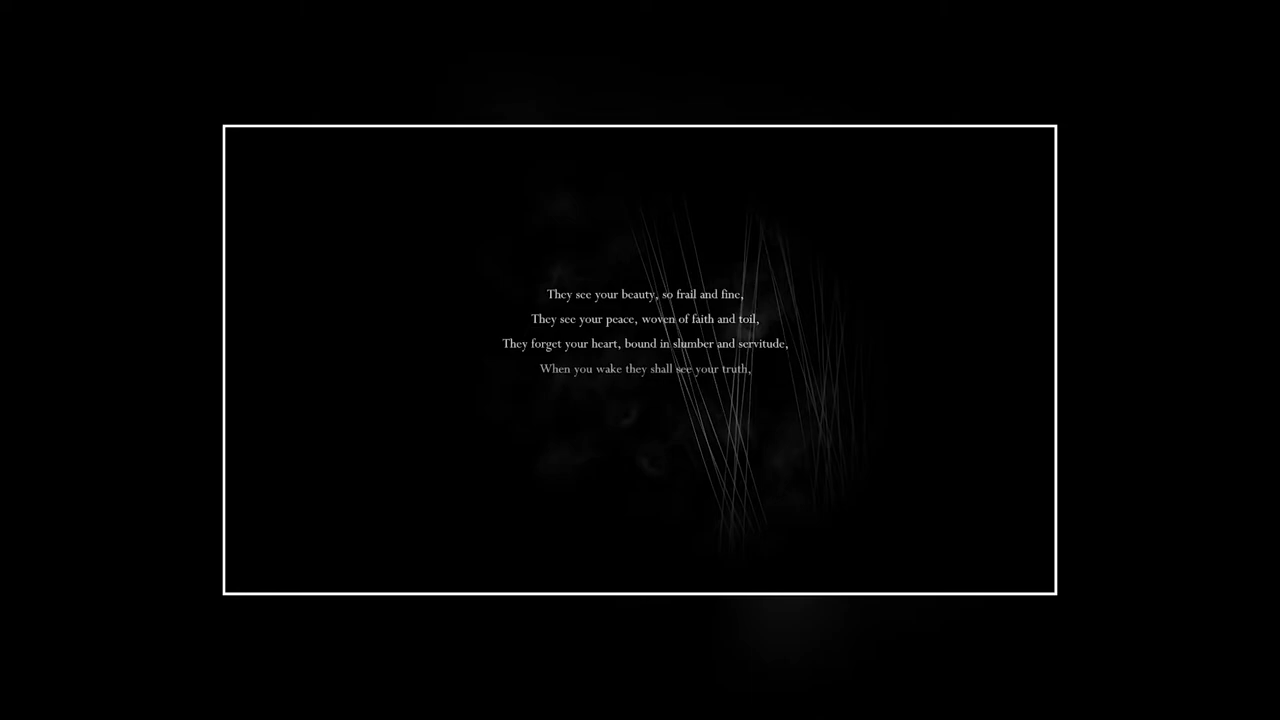 They see your beauty, so frail and fine,
They see your peace, woven of faith and toil,
They forget your heart, bound in slumber and servitude,
When you wake they shall see your truth,